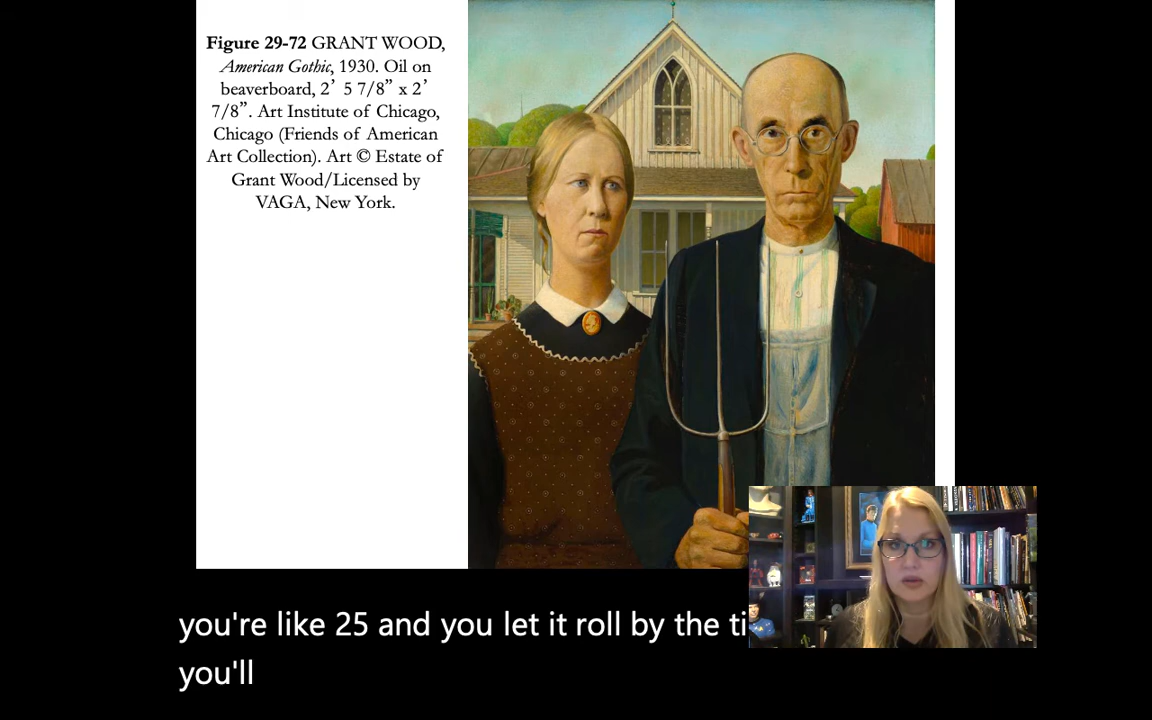 Figure 29-72 GRANT WOOD,
American Gothic, 1930. Oil on
beaverboard, 2’ 5 7/8” x 2’
7/8”. Art Institute of Chicago,
Chicago (Friends of American
Art Collection). Art © Estate of
Grant Wood/Licensed by
VAGA, New York.
you're like 25 and you let it roll by the
you'll